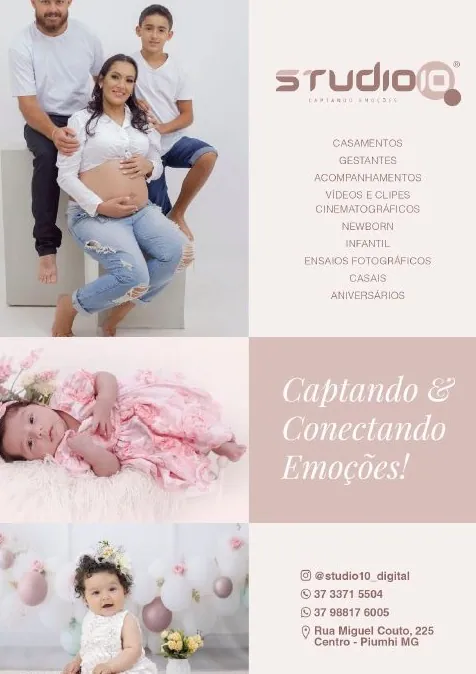 STUDIO10®
CAPTANDO EMOÇÕES
CASAMENTOS
GESTANTES
ACOMPANHAMENTOS
VÍDEOS E CLIPES
CINEMATOGRÁFICOS
NEWBORN
INFANTIL
ENSAIOS FOTOGRÁFICOS
CASAIS
ANIVERSÁRIOS
Captando &
Conectando
Emoções!
@studio10_digital
37 3371 5504
37 98817 6005
Rua Miguel Couto, 225
Centro - Piumhi MG